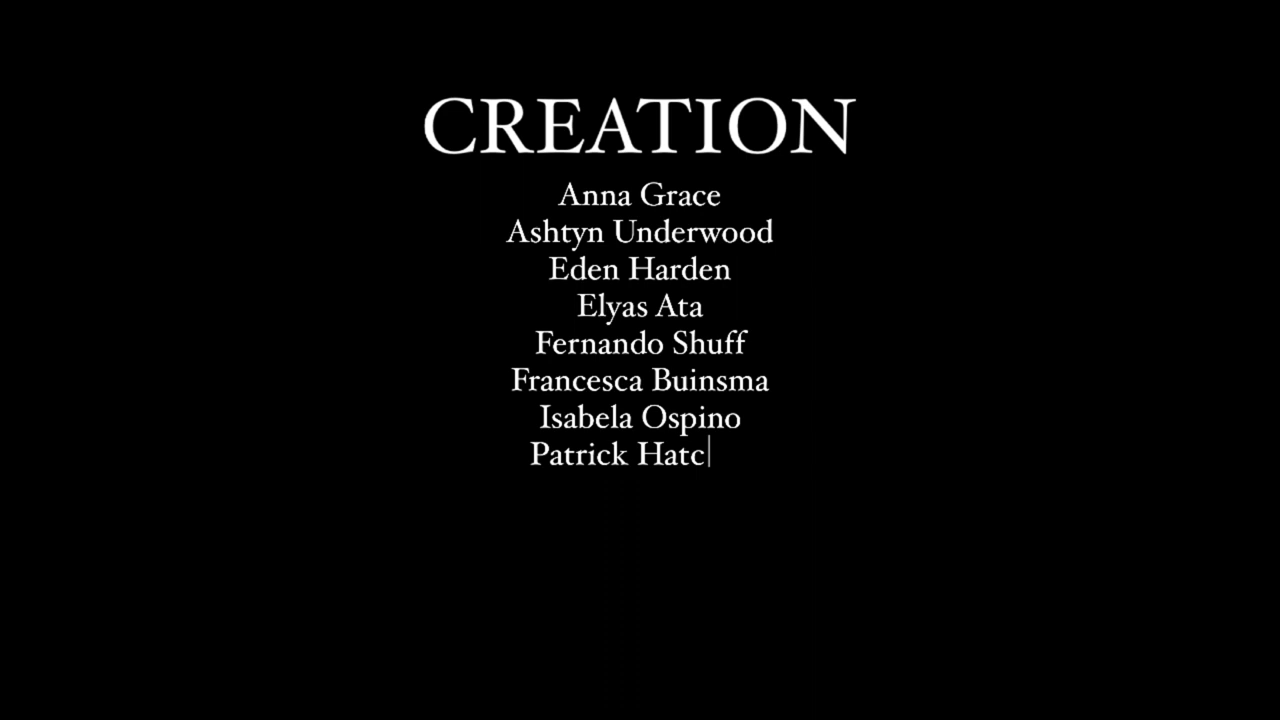 CREATION
Anna Grace
Ashtyn Underwood
Eden Harden
Elyas Ata
Fernando Shuff
Francesca Buinsma
Isabela Ospino
Patrick Hatc